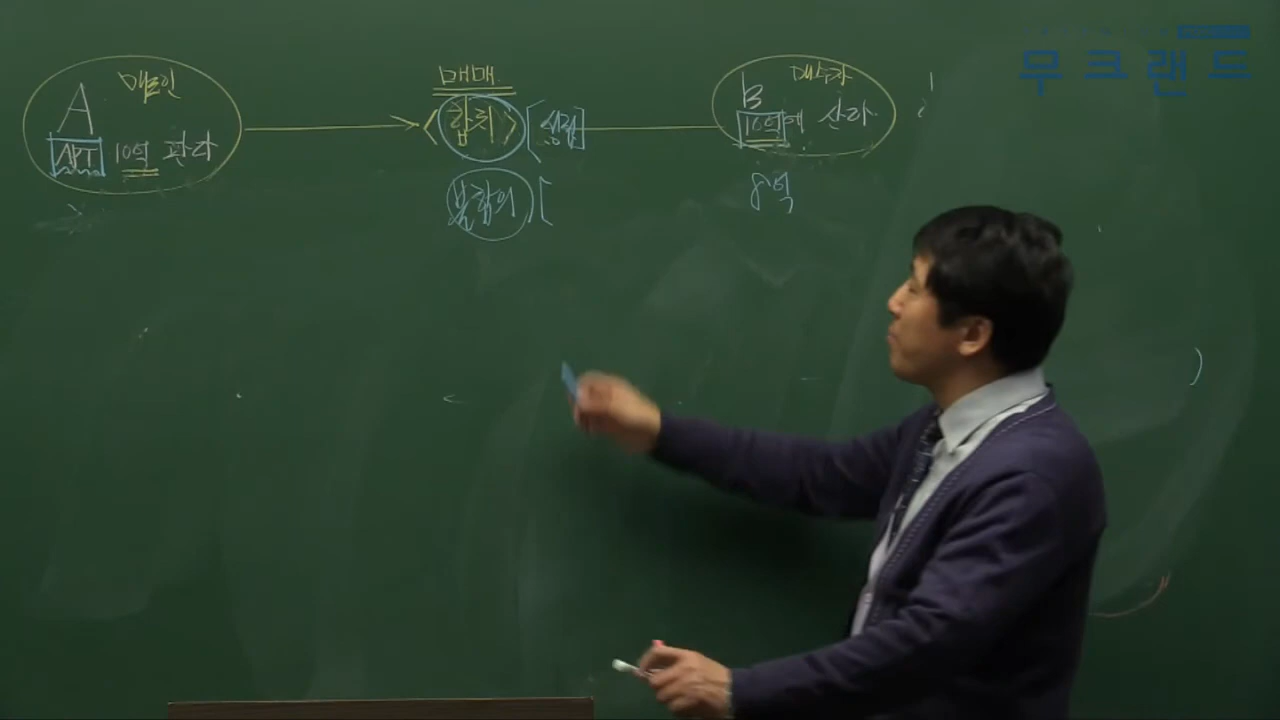 A 매도인
APT 10억 판다
매매
합치
성립
B 매수자
10억에 산다
불합의
8억
무크랜드